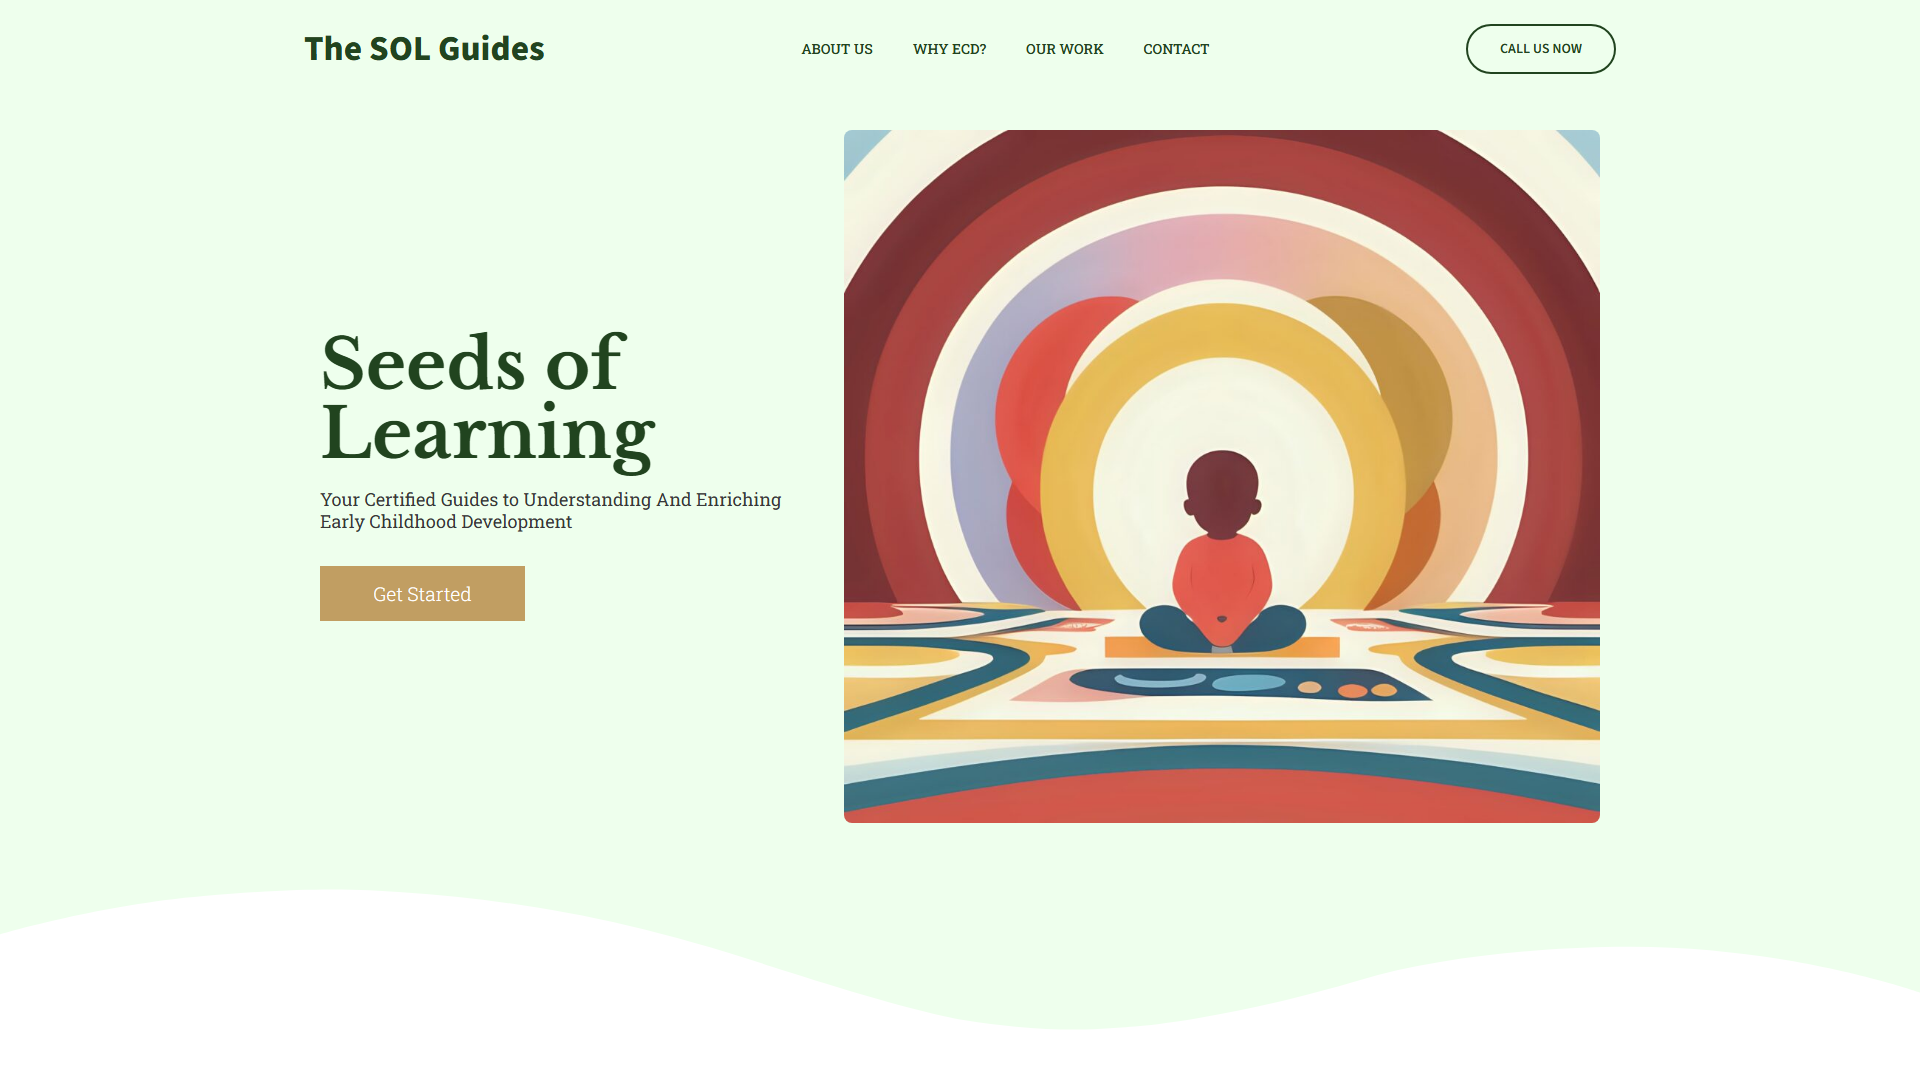 The SOL Guides
ABOUT US
WHY ECD?
OUR WORK
CONTACT
CALL US NOW
Seeds of
Learning
Your Certified Guides to Understanding And Enriching
Early Childhood Development
Get Started